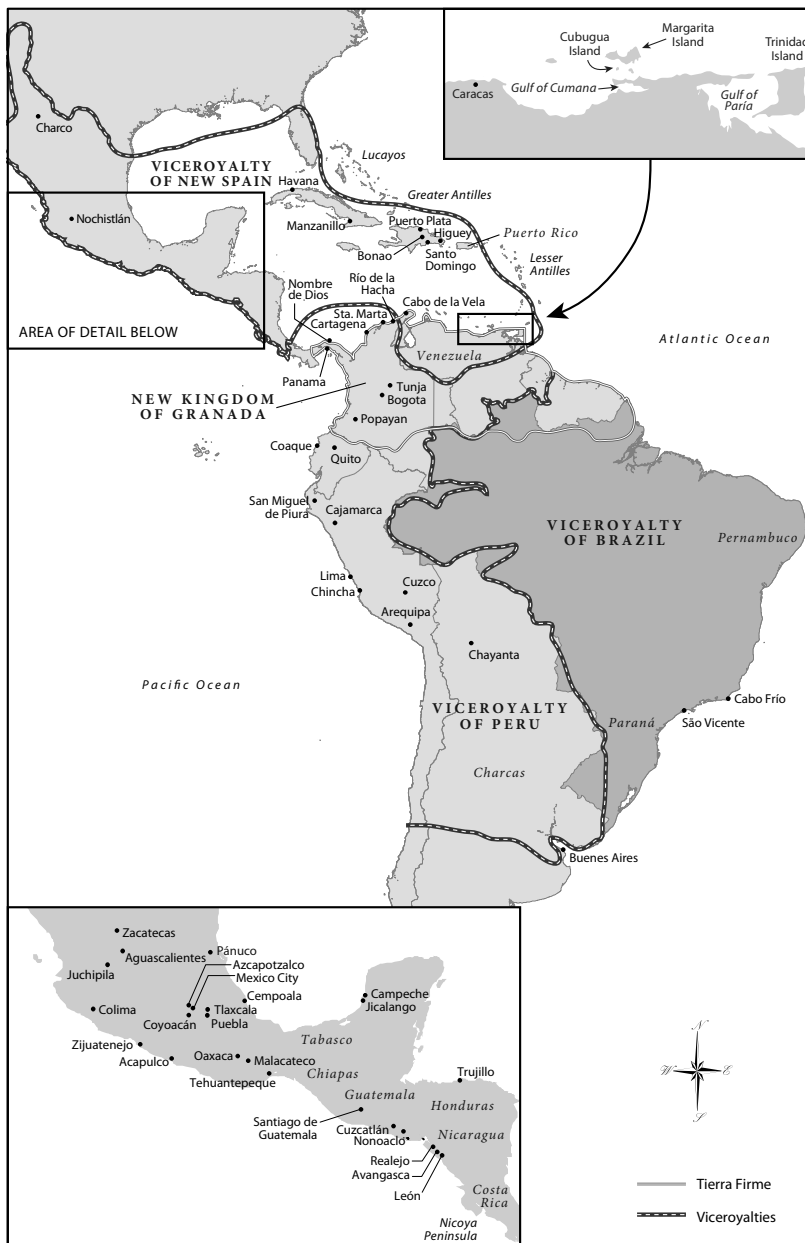 Cubugua
Island
Margarita
Island
Trinidad
Island
Caracas
Gulf of Cumana
Gulf of
Paría
Charco
VICEROYALTY
OF NEW SPAIN
Lucayos
Havana
Greater Antilles
Nochistlán
Manzanillo
Puerto Plata
Higuey
Puerto Rico
Bonao
Santo
Domingo
Lesser
Antilles
Nombre
de Dios
Río de la
Hacha
Cabo de la Vela
Sta. Marta
Cartagena
AREA OF DETAIL BELOW
Atlantic Ocean
Venezuela
Panama
NEW KINGDOM
OF GRANADA
Tunja
Bogota
Popayan
Coaque
Quito
San Miguel
de Piura
Cajamarca
VICEROYALTY
OF BRAZIL
Pernambuco
Lima
Chincha
Cuzco
Arequipa
Chayanta
Pacific Ocean
VICEROYALTY
OF PERU
Cabo Frío
São Vicente
Paraná
Charcas
Buenes Aires
Zacatecas
Aguascalientes
Pánuco
Juchipila
Azcapotzalco
Mexico City
Cempoala
Campeche
Jicalango
Colima
Tlaxcala
Coyoacán
Puebla
Tabasco
Zijuatenejo
Acapulco
Oaxaca
Malacateco
Tehuantepeque
Chiapas
Trujillo
Guatemala
Honduras
Santiago de
Guatemala
Cuzcatlán
Nonoaclo
Nicaragua
Realejo
Avangasca
León
Costa
Rica
Nicoya
Peninsula
N
W
E
S
Tierra Firme
Viceroyalties